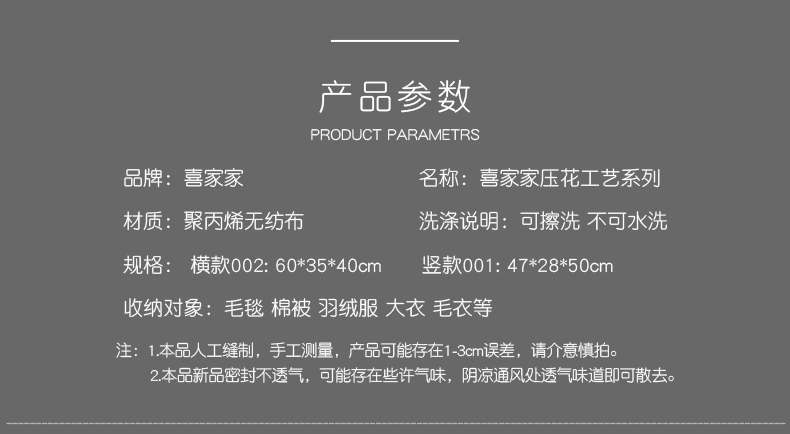 产品参数
PRODUCT PARAMETRS
品牌：喜家家 名称：喜家家压花工艺系列
材质：聚丙烯无纺布 洗涤说明：可擦洗 不可水洗
规格： 横款002: 60*35*40cm 竖款001: 47*28*50cm
收纳对象：毛毯 棉被 羽绒服 大衣 毛衣等
注：1.本品人工缝制，手工测量，产品可能存在1-3cm误差，请介意慎拍。
2.本品新品密封不透气，可能存在些许气味，阴凉通风处透气味道即可散去。